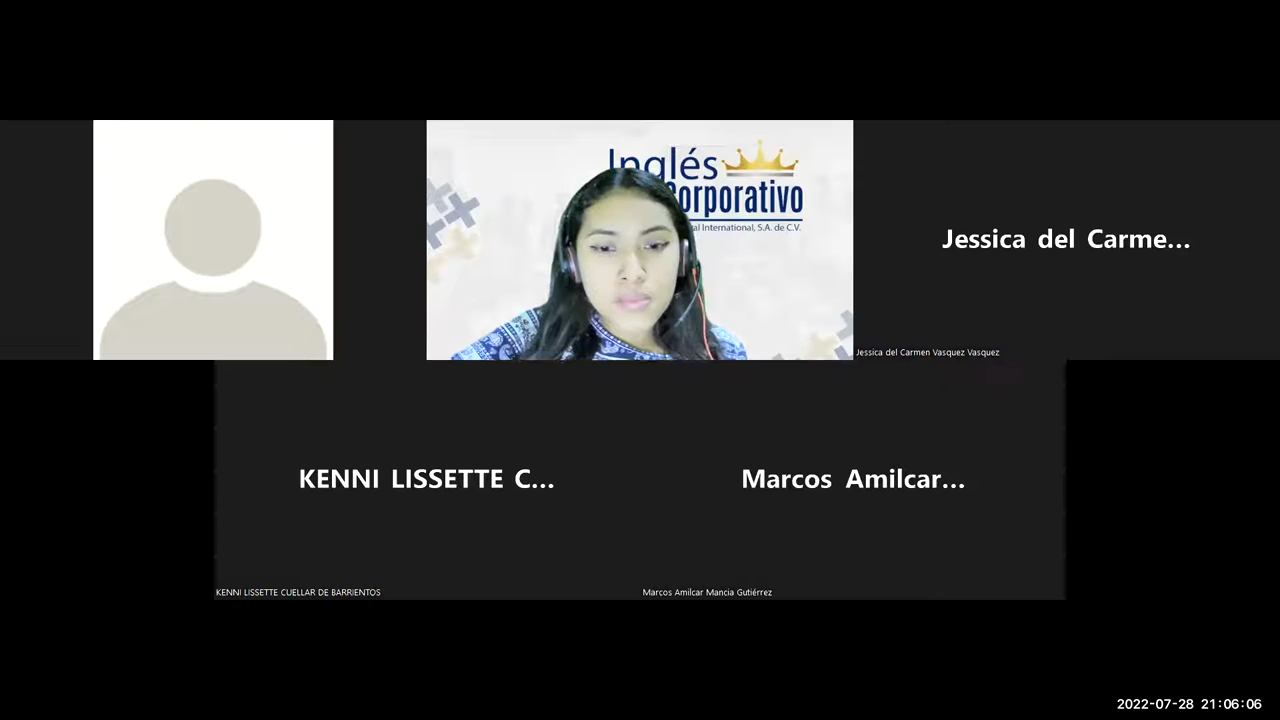 Inglés
Corporativo
ral International, S.A. de C.V.
Jessica del Carme...
Jessica del Carmen Vasquez Vasquez
KENNI LISSETTE C...
Marcos Amilcar...
KENNI LISSETTE CUELLAR DE BARRIENTOS
Marcos Amilcar Mancia Gutiérrez
2022-07-28 21:06:06